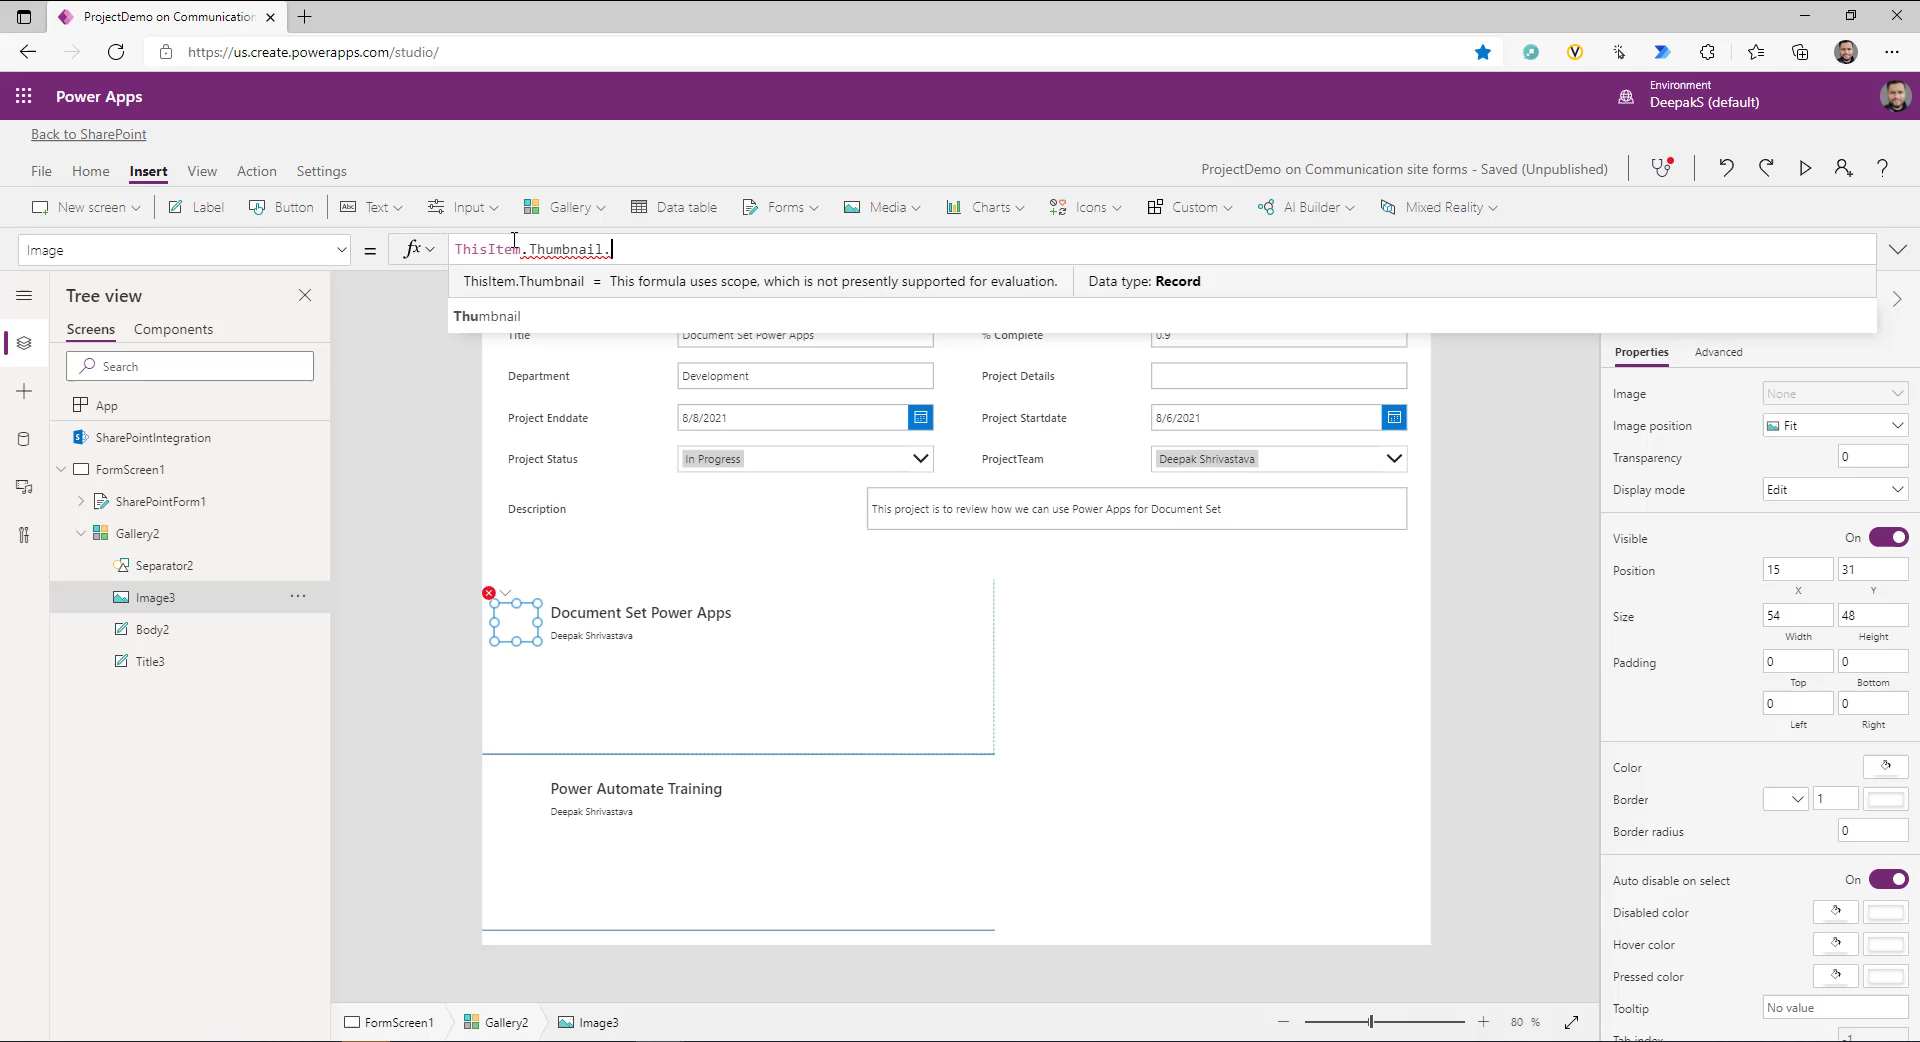 ProjectDemo on Communication
https://us.create.powerapps.com/studio/
Power Apps
Environment
DeepakS (default)
Back to SharePoint
File Home Insert View Action Settings
ProjectDemo on Communication site forms - Saved (Unpublished)
New screen Label Button Text Input Gallery Data table Forms Media Charts Icons Custom AI Builder Mixed Reality
Image = fx ThisItem.Thumbnail.
ThisItem.Thumbnail = This formula uses scope, which is not presently supported for evaluation. Data type: Record
Thumbnail
Tree view
Screens Components
Search
App
SharePointIntegration
FormScreen1
SharePointForm1
Gallery2
Separator2
Image3 ...
Body2
Title3
Title Document Set Power Apps % Complete 0.9
Department Development Project Details
Project Enddate 8/8/2021 Project Startdate 8/6/2021
Project Status In Progress ProjectTeam Deepak Shrivastava
Description This project is to review how we can use Power Apps for Document Set
Document Set Power Apps
Deepak Shrivastava
Power Automate Training
Deepak Shrivastava
FormScreen1 Gallery2 Image3
80 %
Properties Advanced
Image None
Image position Fit
Transparency 0
Display mode Edit
Visible On
Position 15 31
X Y
Size 54 48
Width Height
Padding 0 0
Top Bottom
0 0
Left Right
Color
Border 1
Border radius 0
Auto disable on select On
Disabled color
Hover color
Pressed color
Tooltip No value
Tab index -1